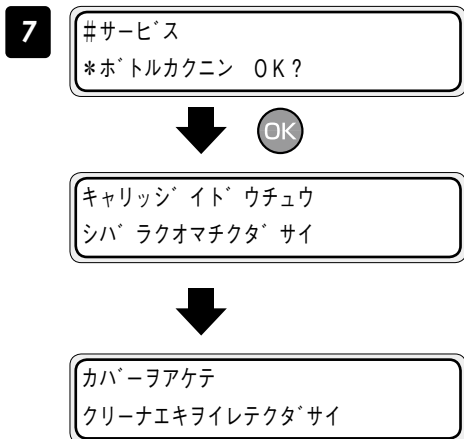 7
#サービス
*ボトルカクニン OK?
OK
キャリッジイドウチュウ
シバラクオマチクダサイ
カバーヲアケテ
クリーナエキヲイレテクダサイ